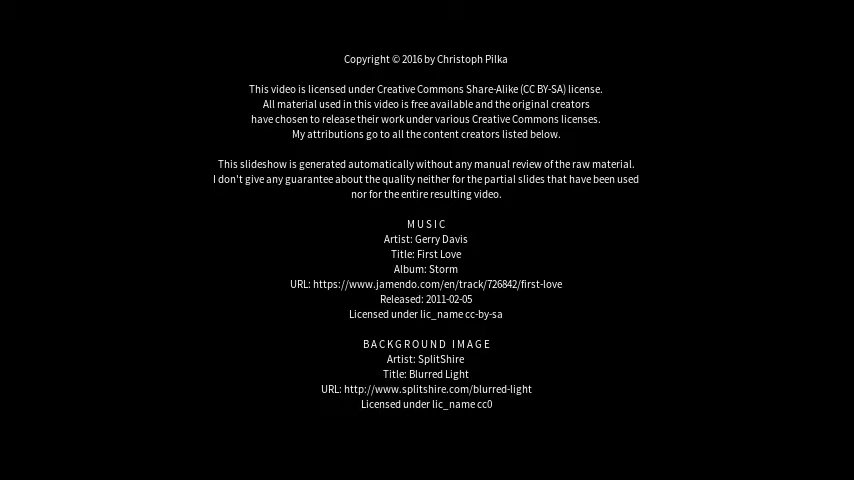 Copyright © 2016 by Christoph Pilka
This video is licensed under Creative Commons Share-Alike (CC BY-SA) license.
All material used in this video is free available and the original creators
have chosen to release their work under various Creative Commons licenses.
My attributions go to all the content creators listed below.
This slideshow is generated automatically without any manual review of the raw material.
I don't give any guarantee about the quality neither for the partial slides that have been used
nor for the entire resulting video.
MUSIC
Artist: Gerry Davis
Title: First Love
Album: Storm
URL: https://www.jamendo.com/en/track/726842/first-love
Released: 2011-02-05
Licensed under lic_name cc-by-sa
BACKGROUND IMAGE
Artist: SplitShire
Title: Blurred Light
URL: http://www.splitshire.com/blurred-light
Licensed under lic_name cc0